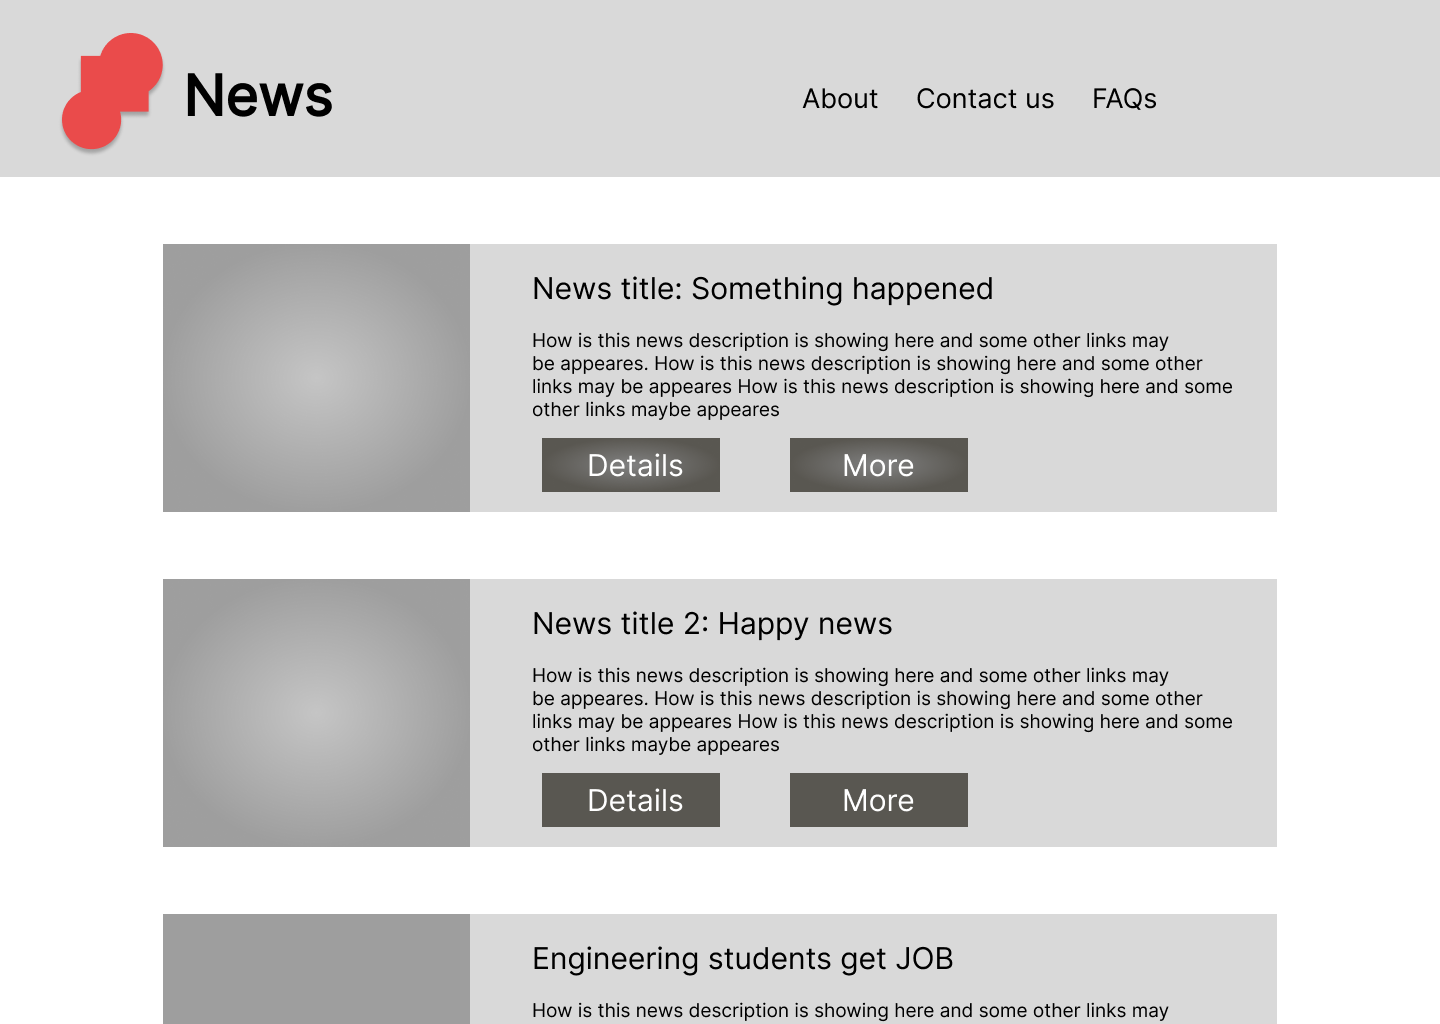 News
About Contact us FAQs
News title: Something happened
How is this news description is showing here and some other links may
be appeares. How is this news description is showing here and some other
links may be appeares How is this news description is showing here and some
other links maybe appeares
Details More
News title 2: Happy news
How is this news description is showing here and some other links may
be appeares. How is this news description is showing here and some other
links may be appeares How is this news description is showing here and some
other links maybe appeares
Details More
Engineering students get JOB
How is this news description is showing here and some other links may